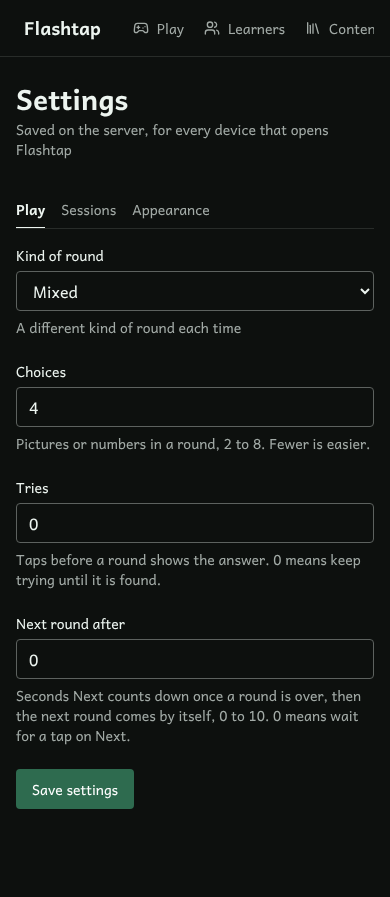 Flashtap Play Learners Conten
Settings
Saved on the server, for every device that opens
Flashtap
Play Sessions Appearance
Kind of round
Mixed
A different kind of round each time
Choices
4
Pictures or numbers in a round, 2 to 8. Fewer is easier.
Tries
0
Taps before a round shows the answer. 0 means keep
trying until it is found.
Next round after
0
Seconds Next counts down once a round is over, then
the next round comes by itself, 0 to 10. 0 means wait
for a tap on Next.
Save settings